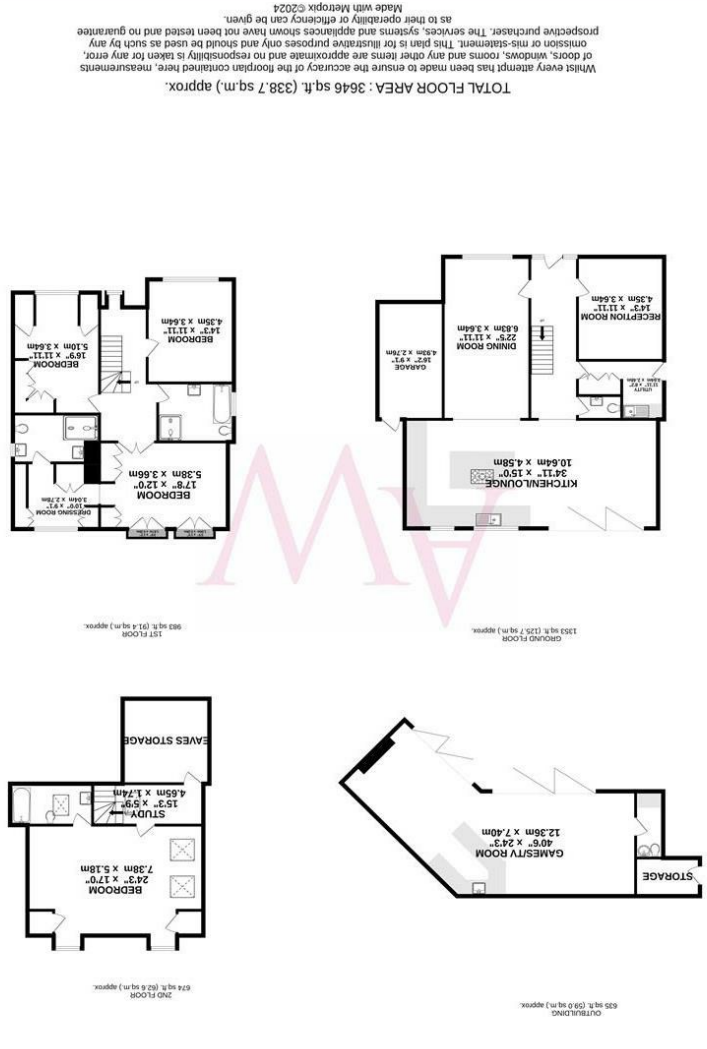 OUTBUILDING
635 sq.ft. (59.0 sq.m.) approx.
STORAGE
GAMES/TV ROOM
40'6" x 24'3"
12.36m x 7.40m
2ND FLOOR
674 sq.ft. (62.6 sq.m.) approx.
BEDROOM
24'3" x 17'0"
7.38m x 5.18m
STUDY
15'3" x 5'9"
4.65m x 1.74m
EAVES STORAGE
GROUND FLOOR
1353 sq.ft. (125.7 sq.m.) approx.
KITCHEN/LOUNGE
34'11" x 15'0"
10.64m x 4.58m
UTILITY
RECEPTION ROOM
14'3" x 11'11"
4.35m x 3.64m
UP
DINING ROOM
22'5" x 11'11"
6.83m x 3.64m
GARAGE
16'2" x 9'1"
4.93m x 2.76m
1ST FLOOR
983 sq.ft. (91.4 sq.m.) approx.
BEDROOM
17'8" x 12'0"
5.38m x 3.66m
DRESSING ROOM
10'0" x 9'1"
3.04m x 2.78m
BEDROOM
14'3" x 11'11"
4.35m x 3.64m
BEDROOM
16'9" x 11'11"
5.10m x 3.64m
AW
TOTAL FLOOR AREA : 3646 sq.ft. (338.7 sq.m.) approx.
Whilst every attempt has been made to ensure the accuracy of the floorplan contained here, measurements
of doors, windows, rooms and any other items are approximate and no responsibility is taken for any error,
omission or mis-statement. This plan is for illustrative purposes only and should be used as such by any
prospective purchaser. The services, systems and appliances shown have not been tested and no guarantee
as to their operability or efficiency can be given.
Made with Metropix ©2024